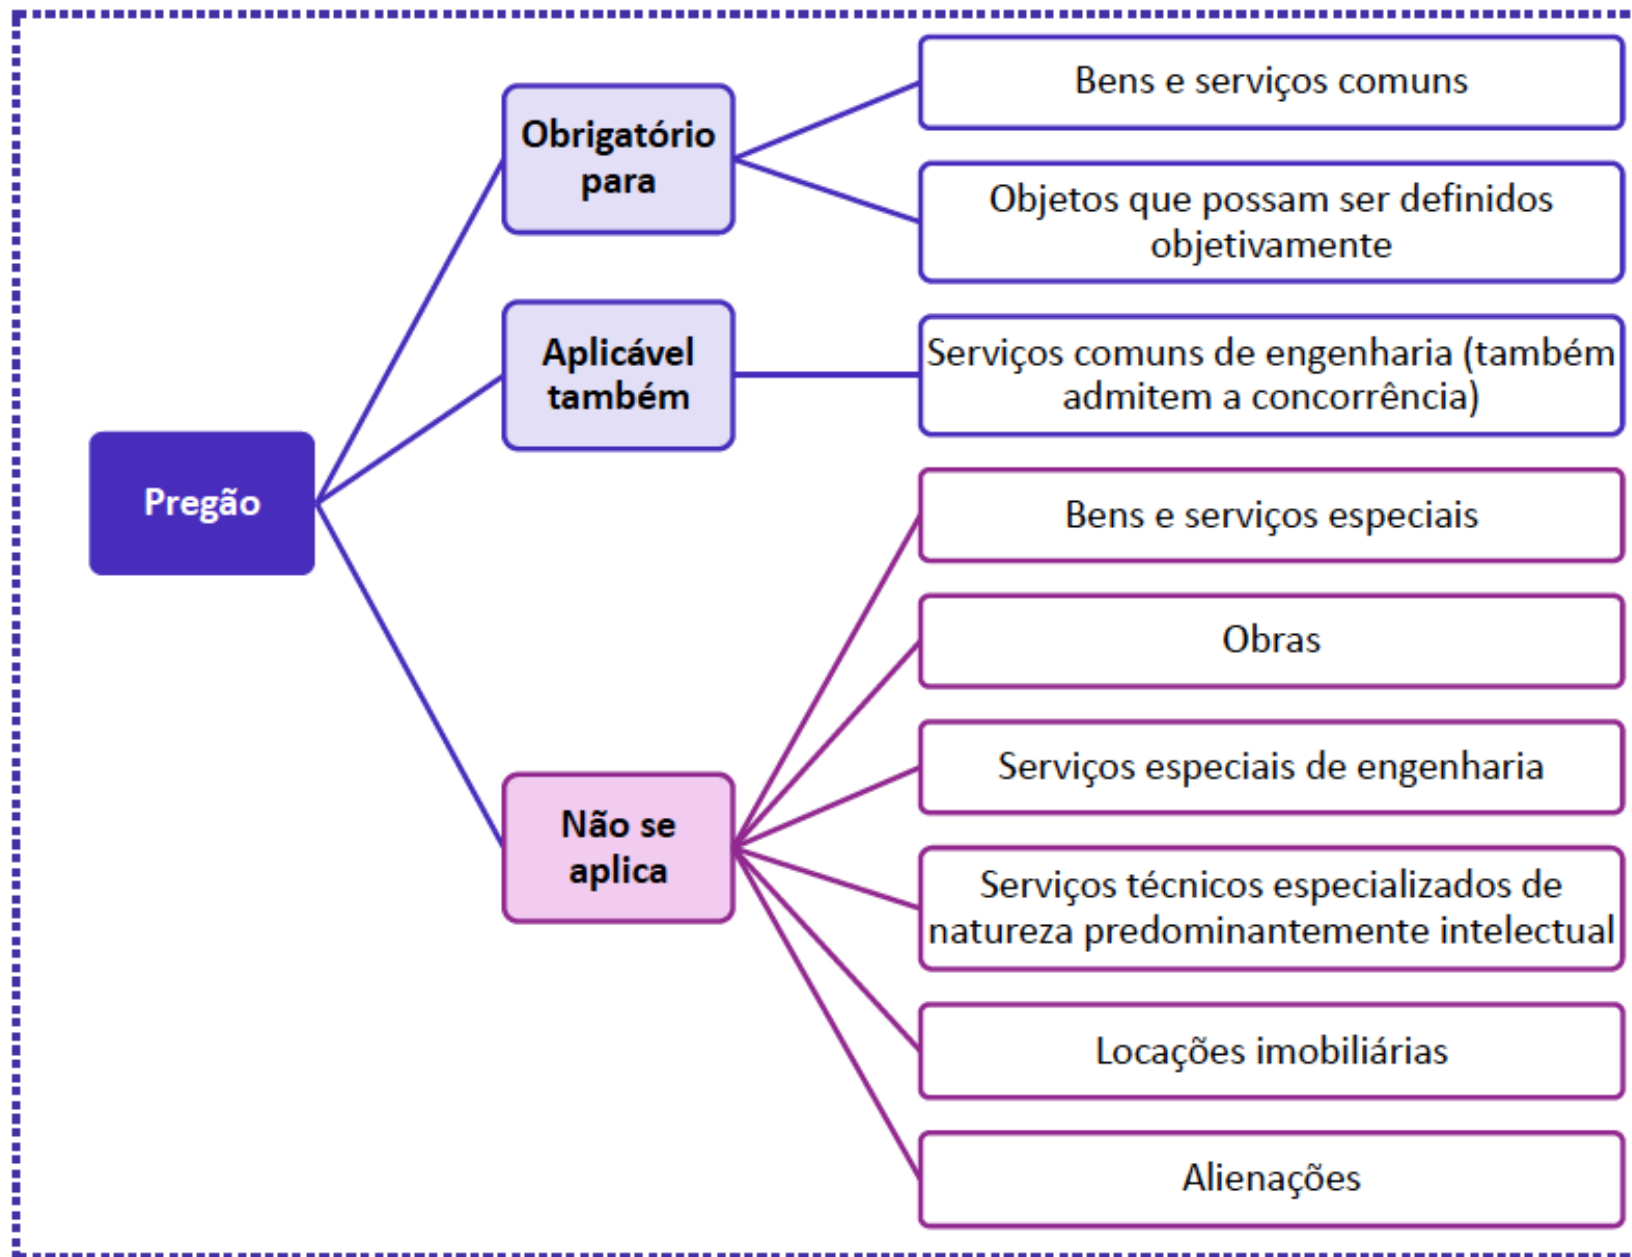 Pregão
Obrigatório
para
Bens e serviços comuns
Objetos que possam ser definidos
objetivamente
Aplicável
também
Serviços comuns de engenharia (também
admitem a concorrência)
Não se
aplica
Bens e serviços especiais
Obras
Serviços especiais de engenharia
Serviços técnicos especializados de
natureza predominantemente intelectual
Locações imobiliárias
Alienações